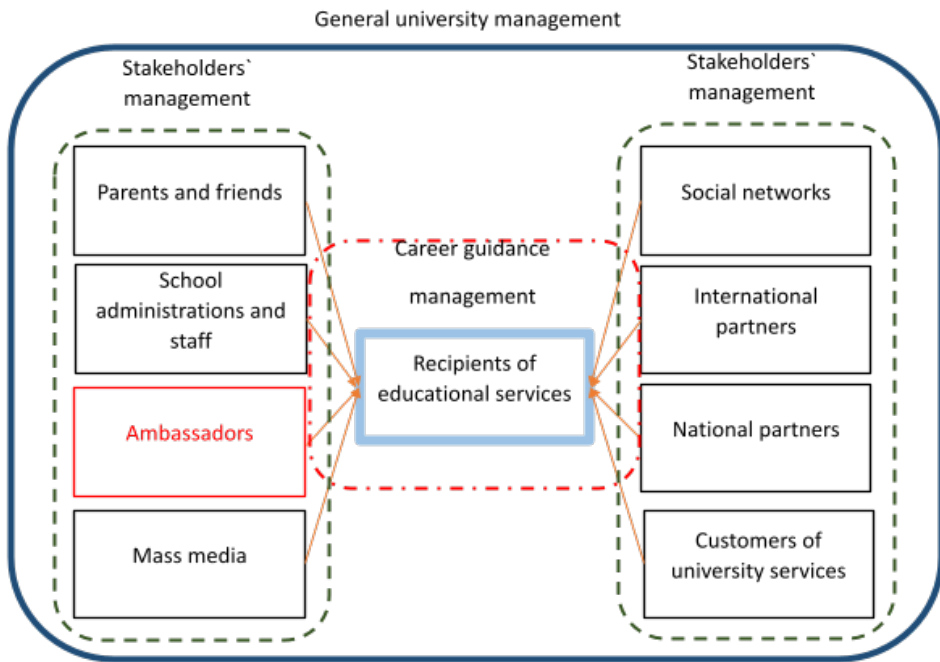 General university management
Stakeholders`
management
Parents and friends
School
administrations and
staff
Ambassadors
Mass media
Career guidance
management
Recipients of
educational services
Stakeholders`
management
Social networks
International
partners
National partners
Customers of
university services